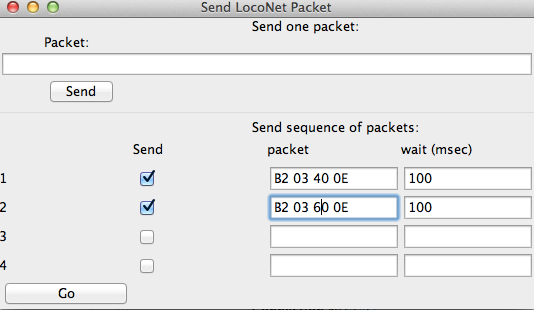 Send LocoNet Packet
Send one packet:
Packet:
Send
Send sequence of packets:
Send packet wait (msec)
1 B2 03 40 0E 100
2 B2 03 60 0E 100
3
4
Go